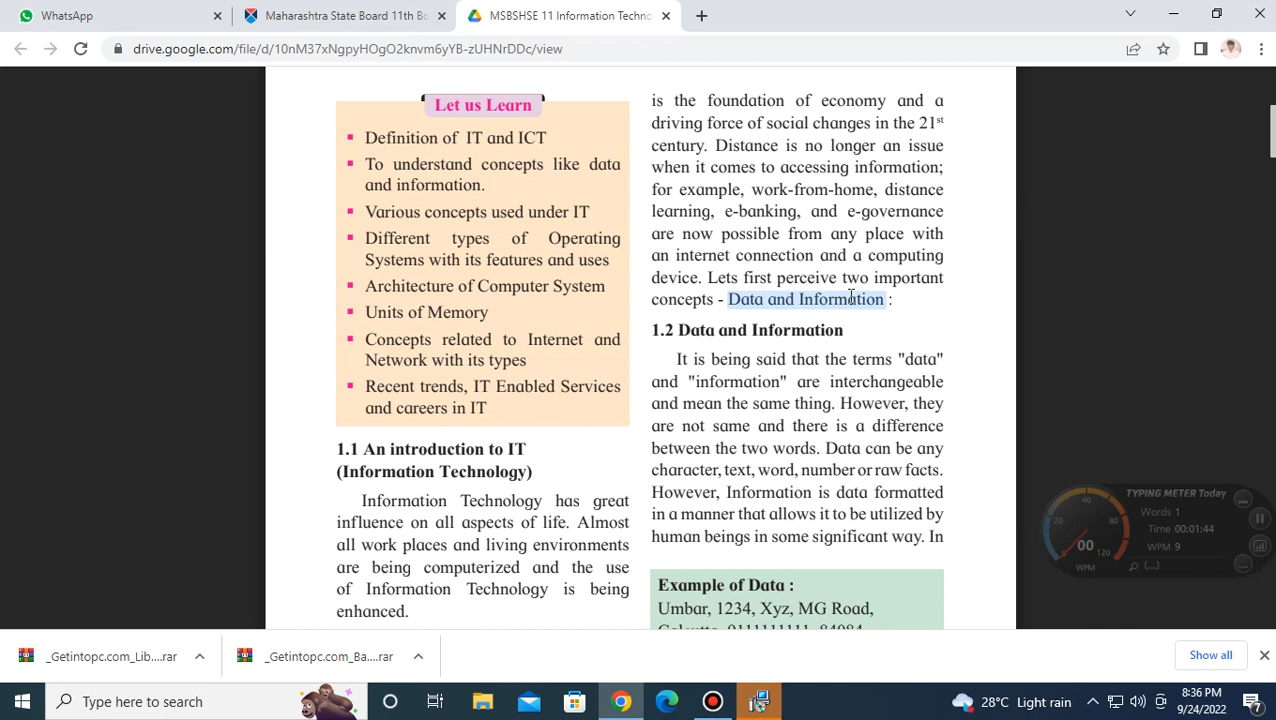 WhatsApp
Maharashtra State Board 11th Bo
MSBSHSE 11 Information Techno
drive.google.com/file/d/10nM37xNgpyHOgO2knvm6yYB-zUHNrDDc/view
Let us Learn
Definition of IT and ICT
To understand concepts like data
and information.
Various concepts used under IT
Different types of Operating
Systems with its features and uses
Architecture of Computer System
Units of Memory
Concepts related to Internet and
Network with its types
Recent trends, IT Enabled Services
and careers in IT
1.1 An introduction to IT
(Information Technology)
Information Technology has great
influence on all aspects of life. Almost
all work places and living environments
are being computerized and the use
of Information Technology is being
enhanced.
is the foundation of economy and a
driving force of social changes in the 21st
century. Distance is no longer an issue
when it comes to accessing information;
for example, work-from-home, distance
learning, e-banking, and e-governance
are now possible from any place with
an internet connection and a computing
device. Lets first perceive two important
concepts - Data and Information :
1.2 Data and Information
It is being said that the terms "data"
and "information" are interchangeable
and mean the same thing. However, they
are not same and there is a difference
between the two words. Data can be any
character, text, word, number or raw facts.
However, Information is data formatted
in a manner that allows it to be utilized by
human beings in some significant way. In
Example of Data :
Umbar, 1234, Xyz, MG Road,
Calcutta, 0111111111, 84084
TYPING METER Today
Words 1
Time 00:01:44
WPM 9
(...)
20
40
80
00
120
WPM
_Getintopc.com_Lib....rar
_Getintopc.com_Ba....rar
Show all
Type here to search
28°C Light rain
8:36 PM
9/24/2022
7